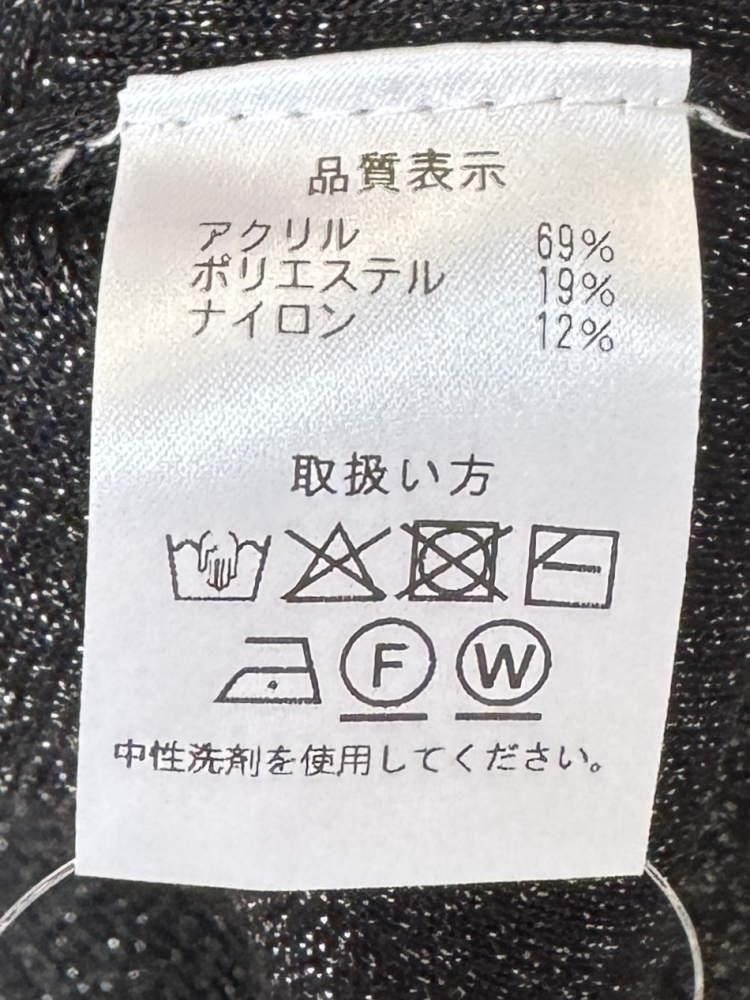 品質表示
アクリル 69%
ポリエステル 19%
ナイロン 12%
取扱い方
F W
中性洗剤を使用してください。